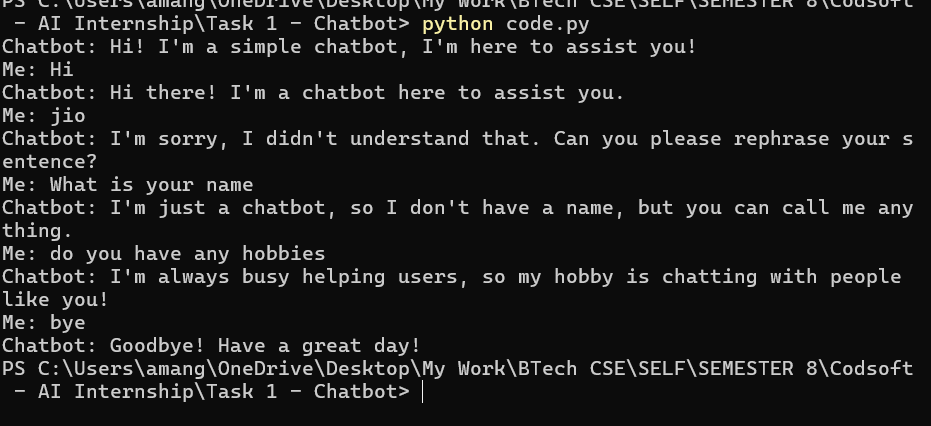 PS C:\Users\amang\OneDrive\Desktop\My Work\BTech CSE\SELF\SEMESTER 8\Codsoft
 - AI Internship\Task 1 - Chatbot> python code.py
Chatbot: Hi! I'm a simple chatbot, I'm here to assist you!
Me: Hi
Chatbot: Hi there! I'm a chatbot here to assist you.
Me: jio
Chatbot: I'm sorry, I didn't understand that. Can you please rephrase your s
entence?
Me: What is your name
Chatbot: I'm just a chatbot, so I don't have a name, but you can call me any
thing.
Me: do you have any hobbies
Chatbot: I'm always busy helping users, so my hobby is chatting with people
like you!
Me: bye
Chatbot: Goodbye! Have a great day!
PS C:\Users\amang\OneDrive\Desktop\My Work\BTech CSE\SELF\SEMESTER 8\Codsoft
 - AI Internship\Task 1 - Chatbot>